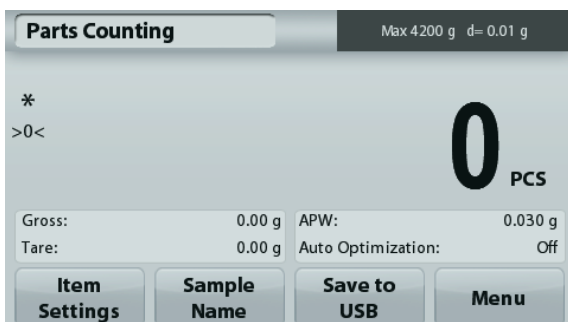 Parts Counting
Max 4200 g d= 0.01 g
*
>0<
0 PCS
Gross: 0.00 g APW: 0.030 g
Tare: 0.00 g Auto Optimization: Off
Item Settings
Sample Name
Save to USB
Menu